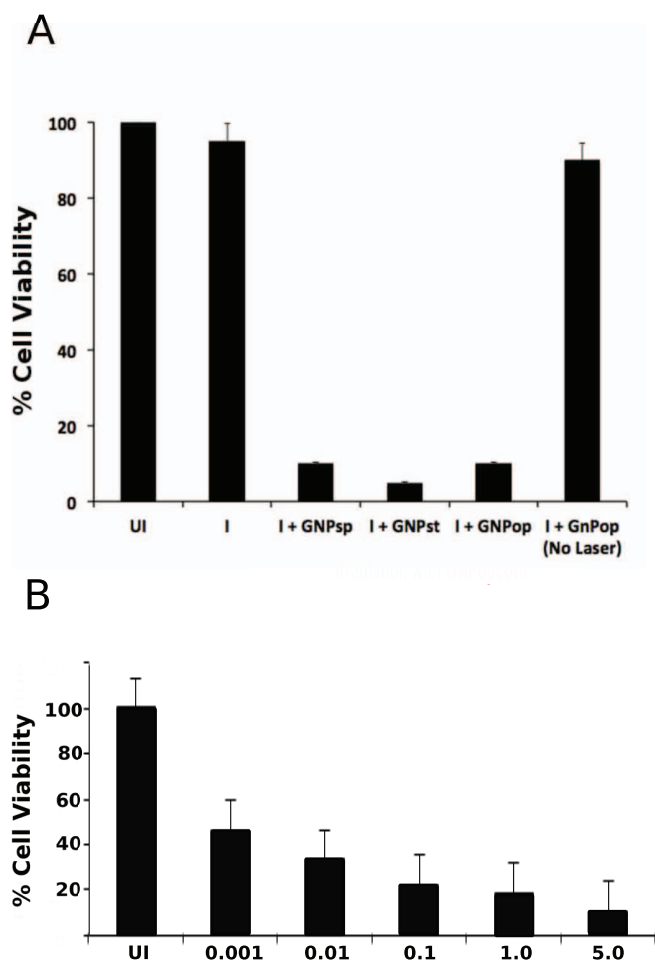 A
% Cell Viability
100
80
60
40
20
0
UI I I + GNPsp I + GNPst I + GNPop I + GnPop
(No Laser)
B
% Cell Viability
100
80
60
40
20
UI 0.001 0.01 0.1 1.0 5.0